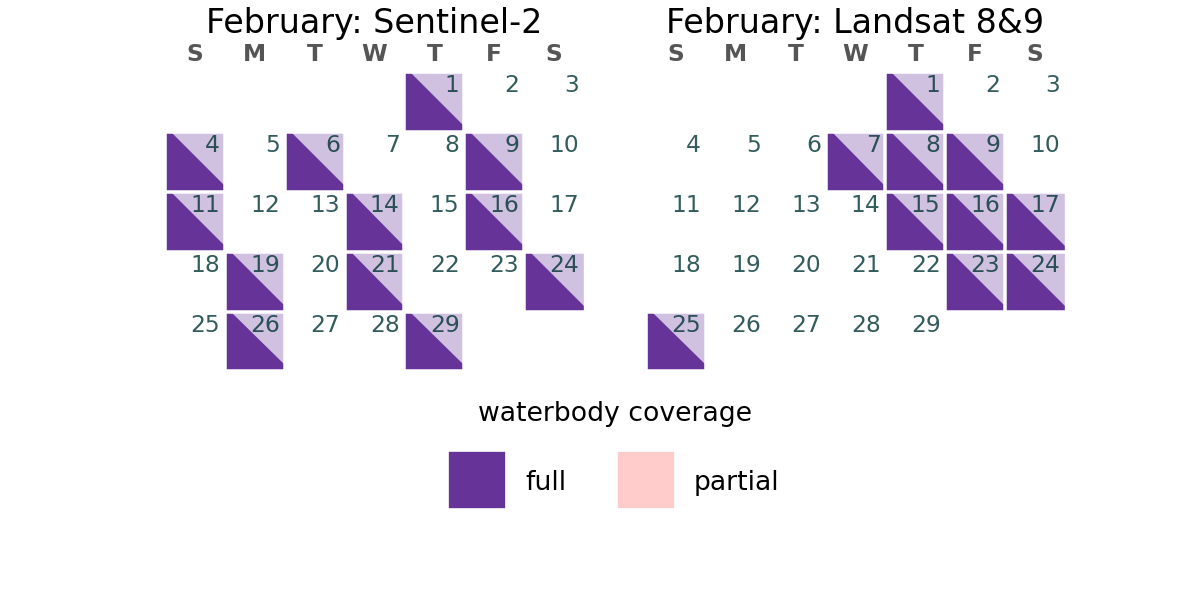 February: Sentinel-2
S M T W T F S
1 2 3
4 5 6 7 8 9 10
11 12 13 14 15 16 17
18 19 20 21 22 23 24
25 26 27 28 29
February: Landsat 8&9
S M T W T F S
1 2 3
4 5 6 7 8 9 10
11 12 13 14 15 16 17
18 19 20 21 22 23 24
25 26 27 28 29
waterbody coverage
full partial